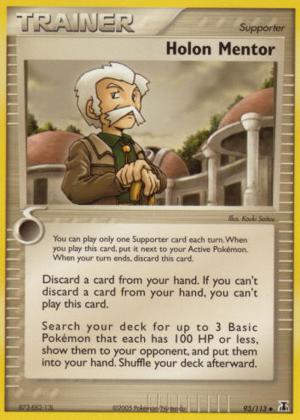 TRAINER
Supporter
Holon Mentor
Illus. Kouki Saitou
You can play only one Supporter card each turn. When
you play this card, put it next to your Active Pokémon.
When your turn ends, discard this card.
Discard a card from your hand. If you can't
discard a card from your hand, you can't
play this card.
Search your deck for up to 3 Basic
Pokémon that each has 100 HP or less,
show them to your opponent, and put them
into your hand. Shuffle your deck afterward.
©2005 Pokémon/Nintendo
93/113